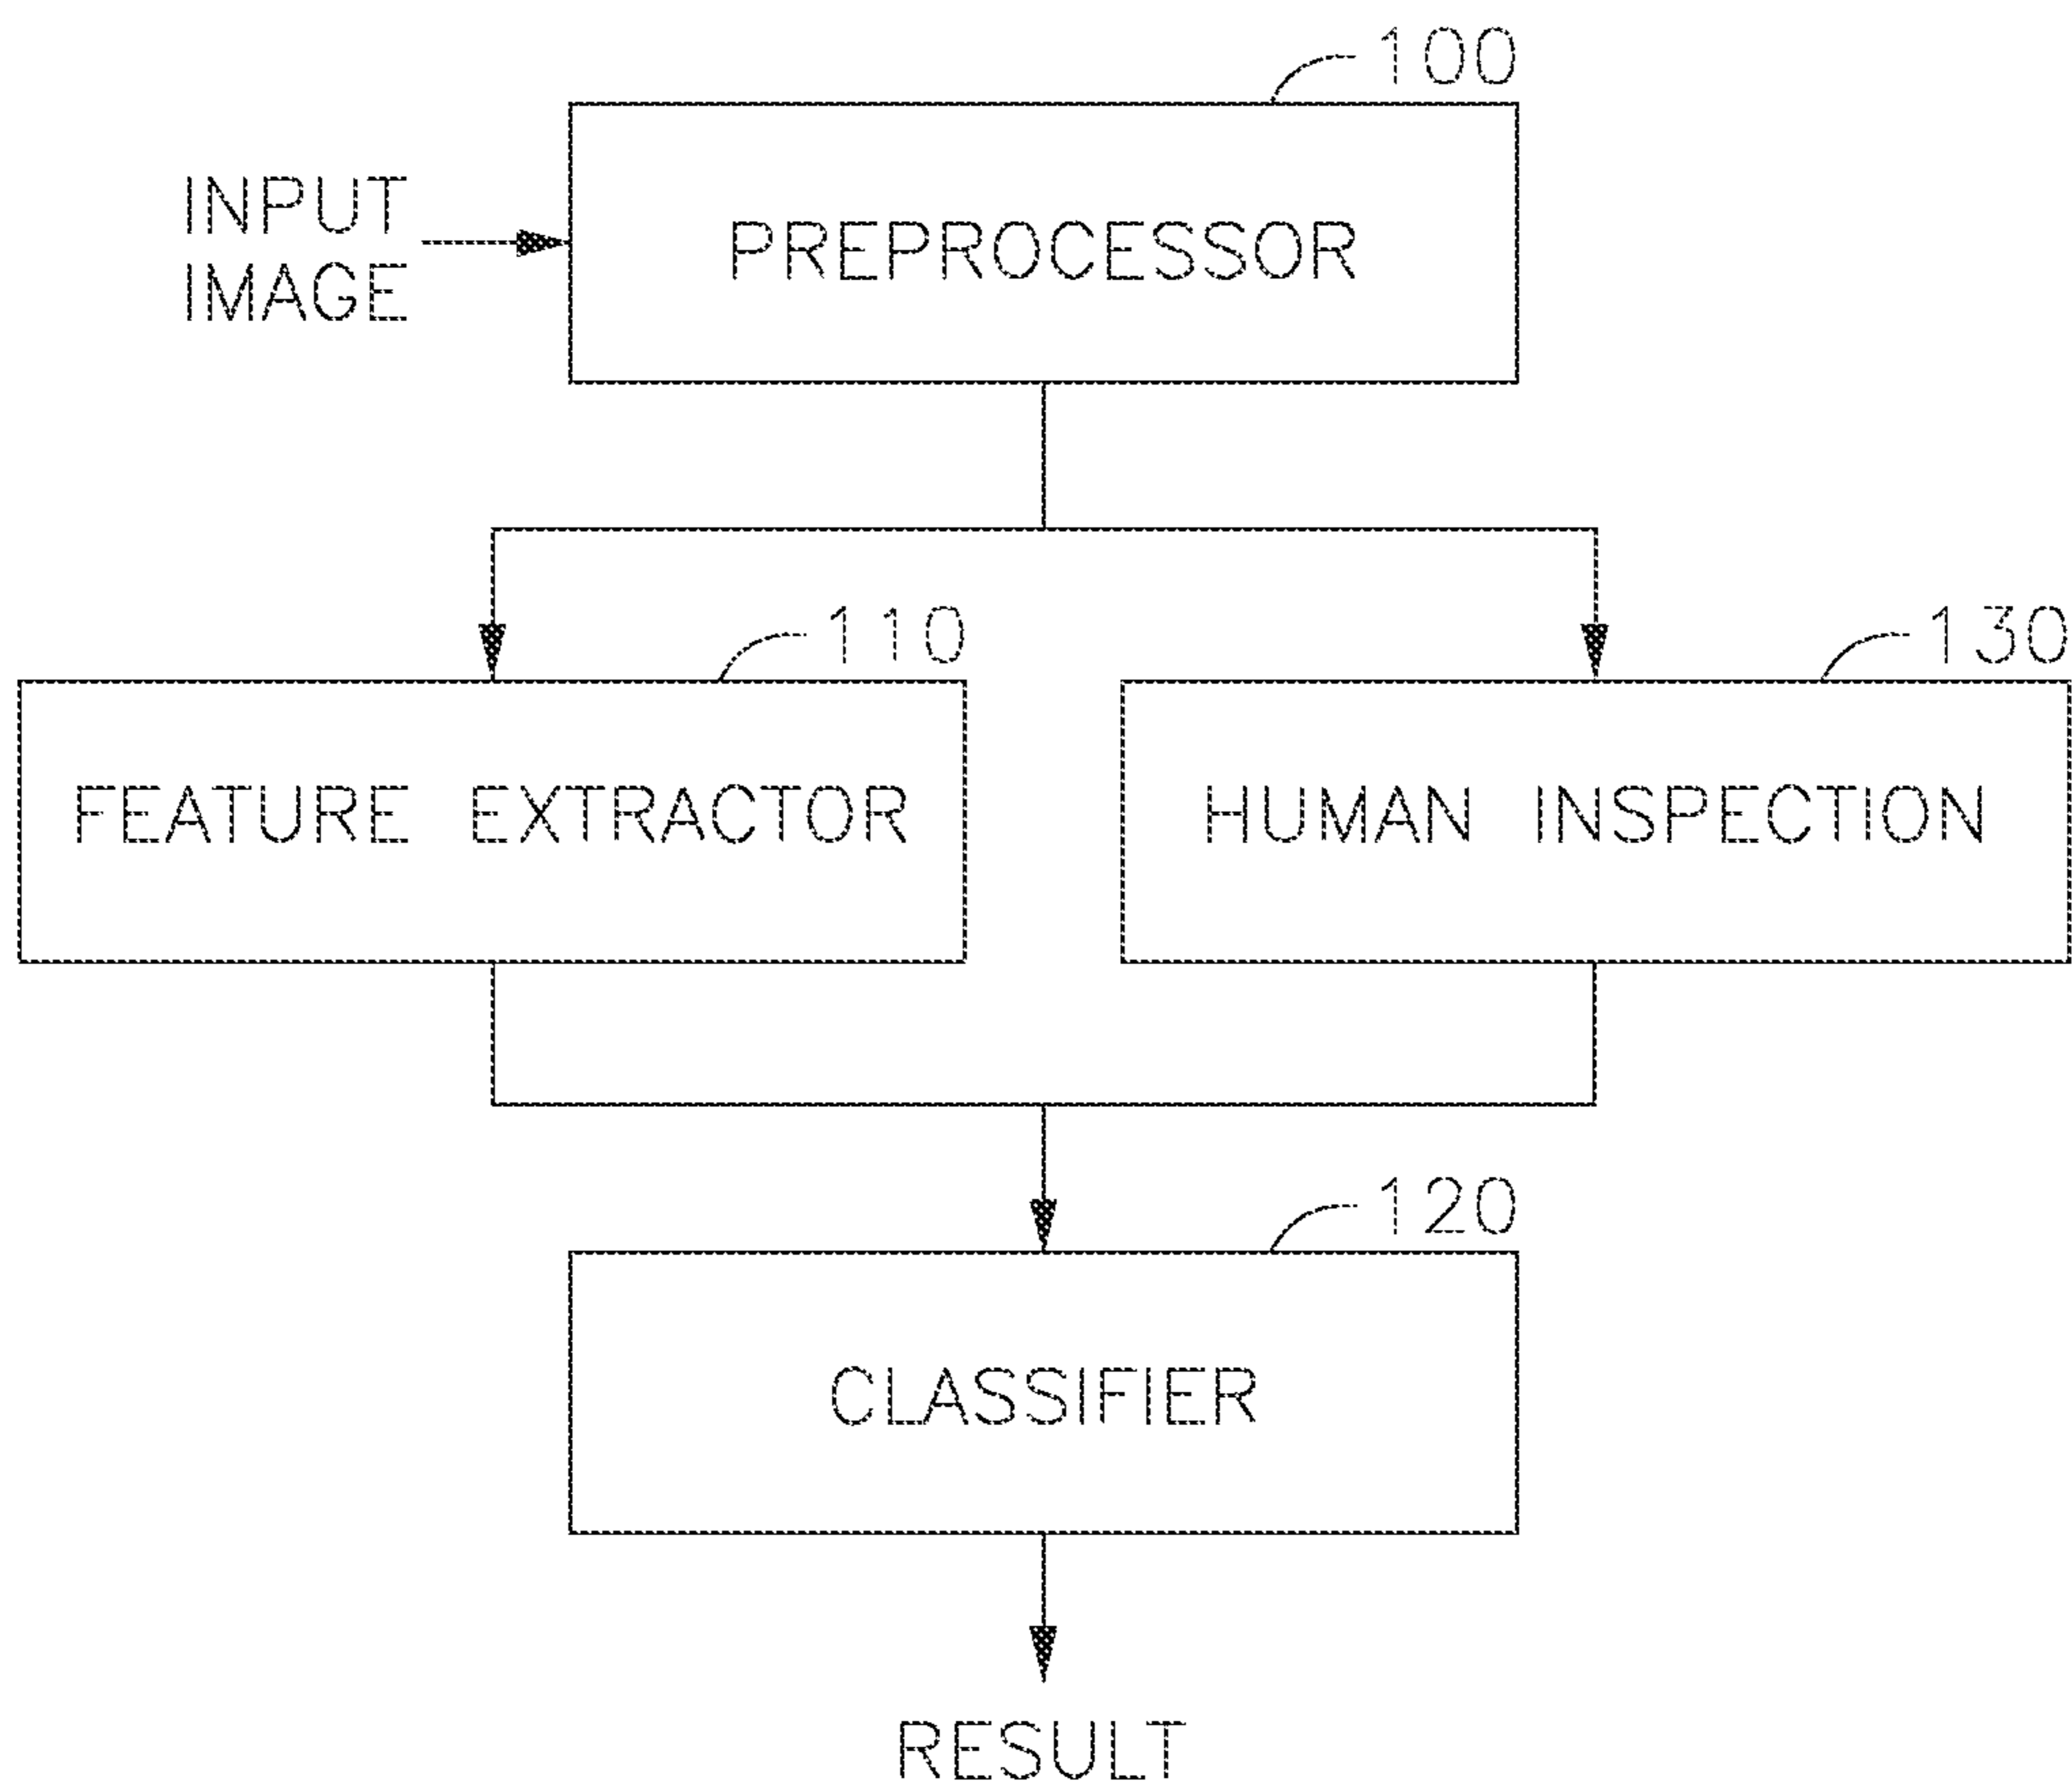 100
INPUT
IMAGE
PREPROCESSOR
110
130
FEATURE EXTRACTOR
HUMAN INSPECTION
120
CLASSIFIER
RESULT